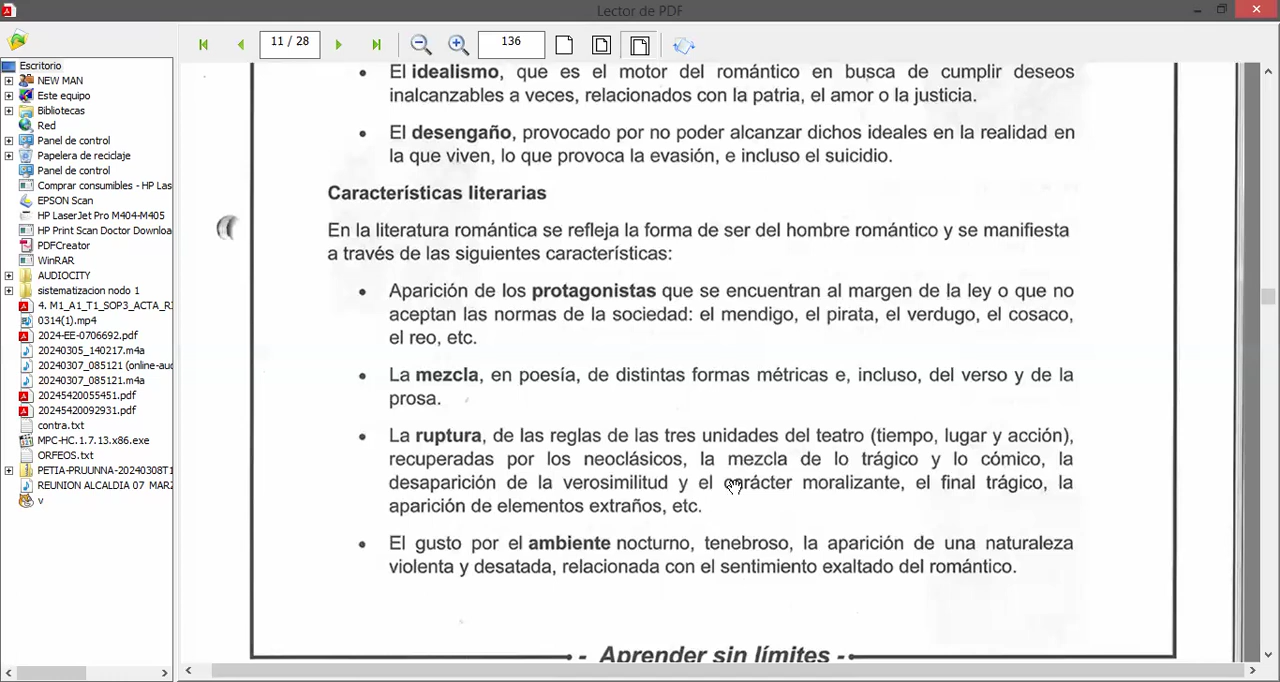 Lector de PDF
11 / 28
136
Escritorio
NEW MAN
Este equipo
Bibliotecas
Red
Panel de control
Papelera de reciclaje
Panel de control
Comprar consumibles - HP Las
EPSON Scan
HP LaserJet Pro M404-M405
HP Print Scan Doctor Downloa
PDFCreator
WinRAR
AUDIOCITY
sistematizacion nodo 1
4. M1_A1_T1_SOP3_ACTA_RI
0314(1).mp4
2024-EE-0706692.pdf
20240305_140217.m4a
20240307_085121 (online-aud
20240307_085121.m4a
20245420055451.pdf
20245420092931.pdf
contra.txt
MPC-HC.1.7.13.x86.exe
ORFEOS.txt
PETIA-PRUUNNA-20240308T1
REUNION ALCALDIA 07 MARZ
v
El idealismo, que es el motor del romántico en busca de cumplir deseos
inalcanzables a veces, relacionados con la patria, el amor o la justicia.
El desengaño, provocado por no poder alcanzar dichos ideales en la realidad en
la que viven, lo que provoca la evasión, e incluso el suicidio.
Características literarias
En la literatura romántica se refleja la forma de ser del hombre romántico y se manifiesta
a través de las siguientes características:
Aparición de los protagonistas que se encuentran al margen de la ley o que no
aceptan las normas de la sociedad: el mendigo, el pirata, el verdugo, el cosaco,
el reo, etc.
La mezcla, en poesía, de distintas formas métricas e, incluso, del verso y de la
prosa.
La ruptura, de las reglas de las tres unidades del teatro (tiempo, lugar y acción),
recuperadas por los neoclásicos, la mezcla de lo trágico y lo cómico, la
desaparición de la verosimilitud y el carácter moralizante, el final trágico, la
aparición de elementos extraños, etc.
El gusto por el ambiente nocturno, tenebroso, la aparición de una naturaleza
violenta y desatada, relacionada con el sentimiento exaltado del romántico.
- Aprender sin límites -